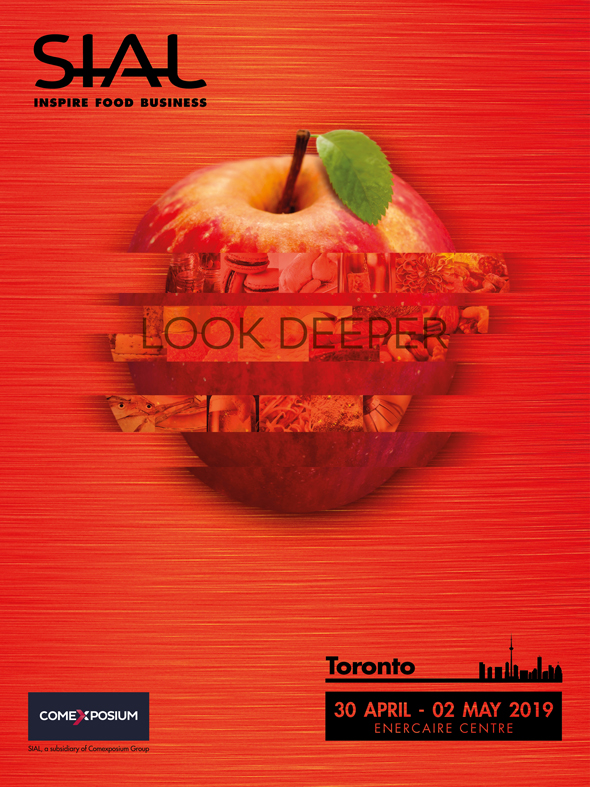 SIAL
INSPIRE FOOD BUSINESS
LOOK DEEPER
Toronto
30 APRIL - 02 MAY 2019
ENERCAIRE CENTRE
COMEXPOSIUM
SIAL, a subsidiary of Comexposium Group